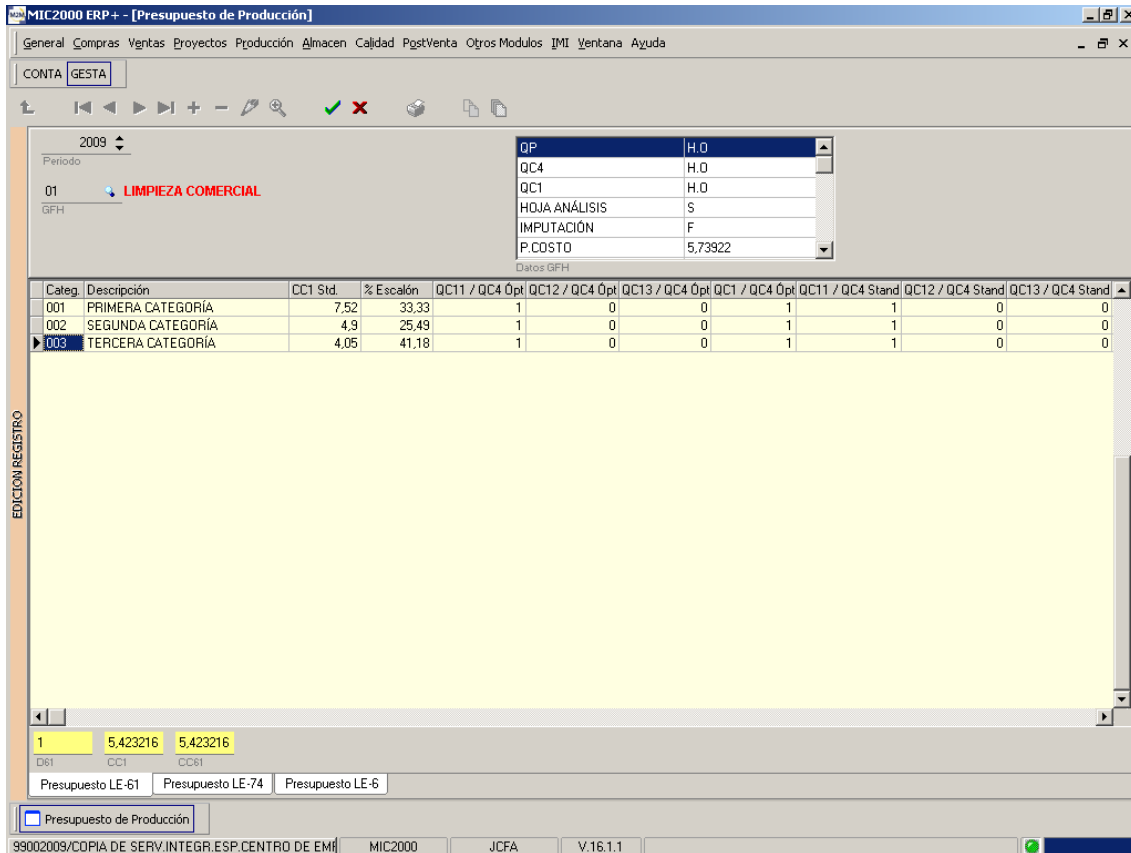 MIC2000 ERP+ - [Presupuesto de Producción]
General Compras Ventas Proyectos Producción Almacen Calidad PostVenta Otros Modulos IMI Ventana Ayuda
CONTA GESTA
2009
Periodo
01 LIMPIEZA COMERCIAL
GFH
QP H.O
QC4 H.O
QC1 H.O
HOJA ANÁLISIS S
IMPUTACIÓN F
P.COSTO 5,73922
Datos GFH
EDICION REGISTRO
Categ. Descripción CC1 Std. % Escalón QC11 / QC4 Ópt QC12 / QC4 Ópt QC13 / QC4 Ópt QC1 / QC4 Ópt QC11 / QC4 Stand QC12 / QC4 Stand QC13 / QC4 Stand
001 PRIMERA CATEGORÍA 7,52 33,33 1 0 0 1 1 0 0
002 SEGUNDA CATEGORÍA 4,9 25,49 1 0 0 1 1 0 0
003 TERCERA CATEGORÍA 4,05 41,18 1 0 0 1 1 0 0
1 5,423216 5,423216
D61 CC1 CC61
Presupuesto LE-61 Presupuesto LE-74 Presupuesto LE-6
Presupuesto de Producción
99002009/COPIA DE SERV.INTEGR.ESP.CENTRO DE EMF MIC2000 JCFA V.16.1.1